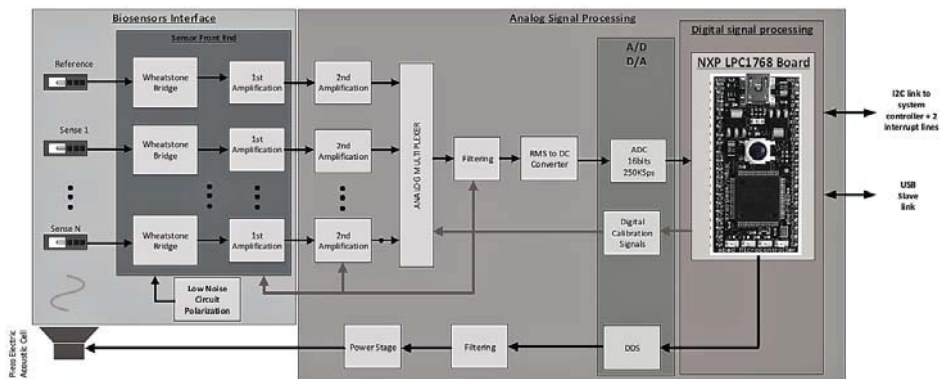 Biosensors Interface
Analog Signal Processing
Sensor Front End
A/D
D/A
Digital signal processing
NXP LPC1768 Board
Reference
Wheatstone
Bridge
1st
Amplification
2nd
Amplification
Sense 1
Wheatstone
Bridge
1st
Amplification
2nd
Amplification
Sense N
Wheatstone
Bridge
1st
Amplification
2nd
Amplification
ANALOG MULTIPLEXER
Filtering
RMS to DC
Converter
ADC
16bits
250KSps
Digital
Calibration
Signals
I2C link to
system
controller + 2
interrupt lines
USB
Slave
link
Low Noise
Circuit
Polarization
Piezo Electric
Acoustic Cell
Power Stage
Filtering
DDS